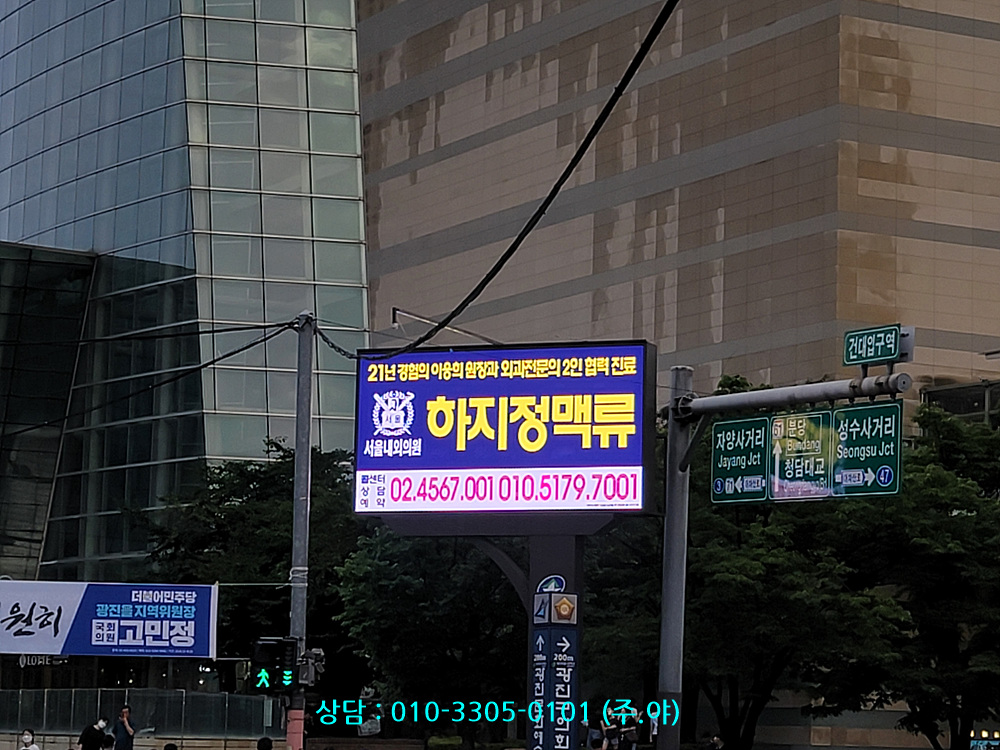 21년 경험의 이용희 원장과 외과전문의 2인 협력 진료
하지정맥류
서울내외의원
콜센터
상담
예약
02.4567.001 010.5179.7001
건대입구역
자양사거리
Jayang Jct
분당
Bundang
청담대교
성수사거리
Seongsu Jct
47
더불어민주당
광진을 지역위원장
국회
의원
고민정
200m
상담 : 010-3305-0101 (주.야)